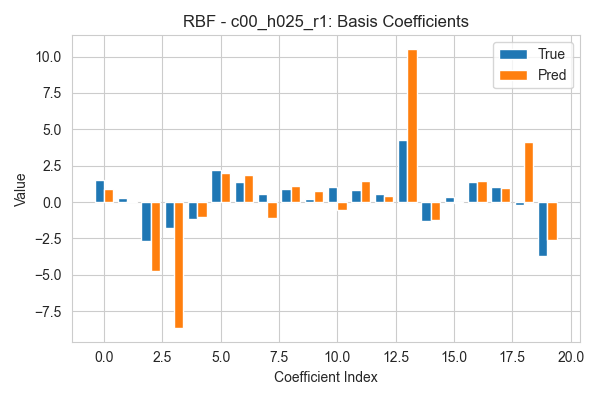 RBF - c00_h025_r1: Basis Coefficients
True
Pred
Value
10.0
7.5
5.0
2.5
0.0
−2.5
−5.0
−7.5
0.0 2.5 5.0 7.5 10.0 12.5 15.0 17.5 20.0
Coefficient Index